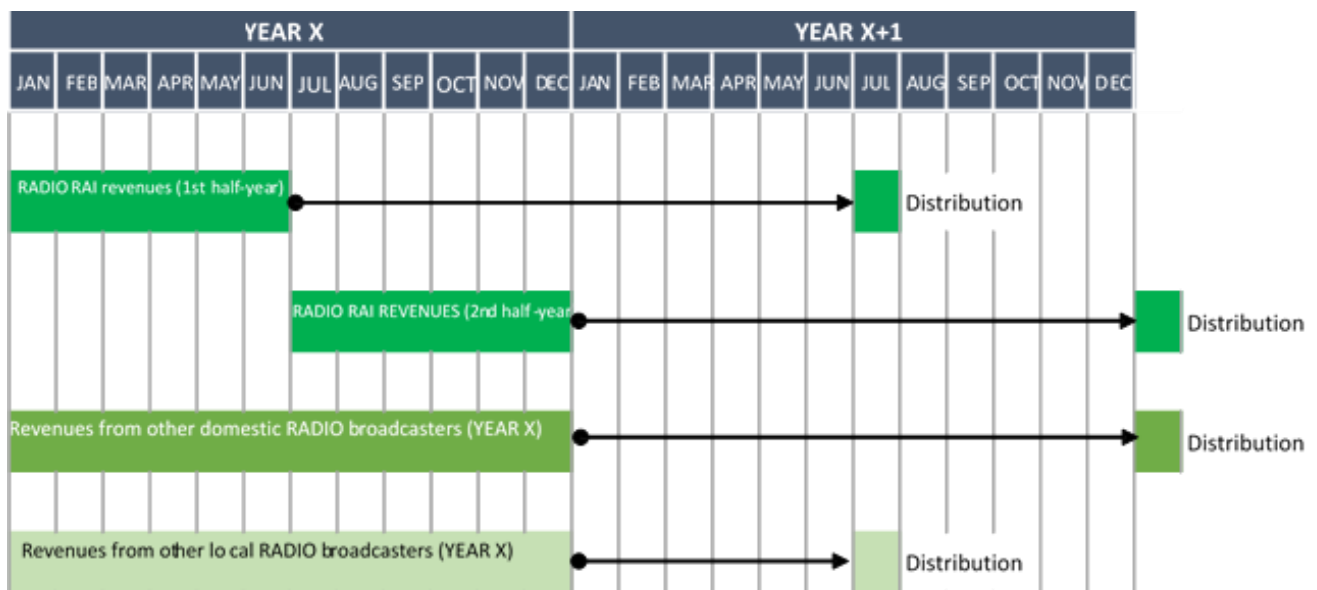 YEAR X YEAR X+1
JAN FEB MAR APR MAY JUN JUL AUG SEP OCT NOV DEC JAN FEB MAR APR MAY JUN JUL AUG SEP OCT NOV DEC
RADIO RAI revenues (1st half-year)
Distribution
RADIO RAI REVENUES (2nd half-year
Distribution
Revenues from other domestic RADIO broadcasters (YEAR X)
Distribution
Revenues from other lo cal RADIO broadcasters (YEAR X)
Distribution